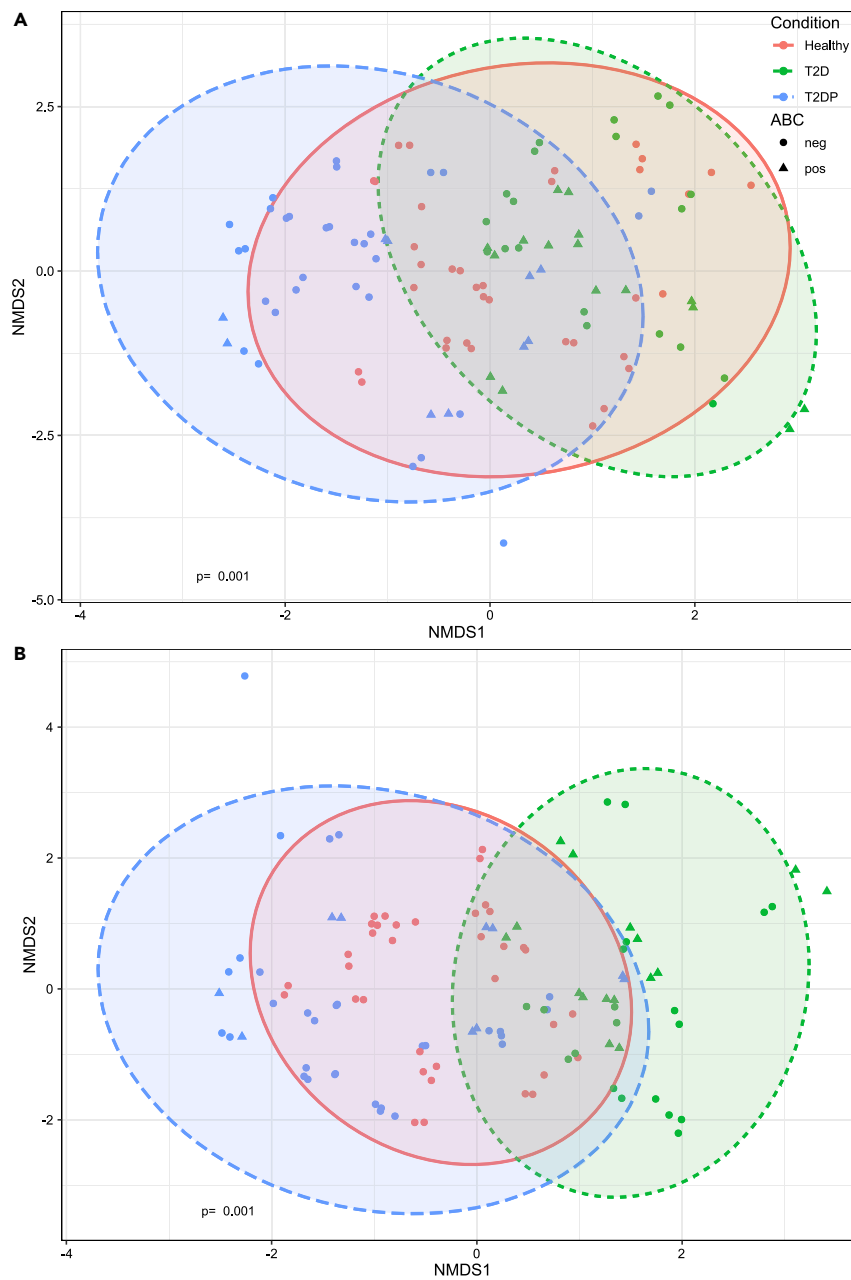 A
Condition
Healthy
T2D
T2DP
ABC
neg
pos
2.5
0.0
-2.5
-5.0
NMDS2
p= 0.001
-4
-2
0
2
NMDS1
B
4
2
0
-2
NMDS2
p= 0.001
-4
-2
0
2
NMDS1